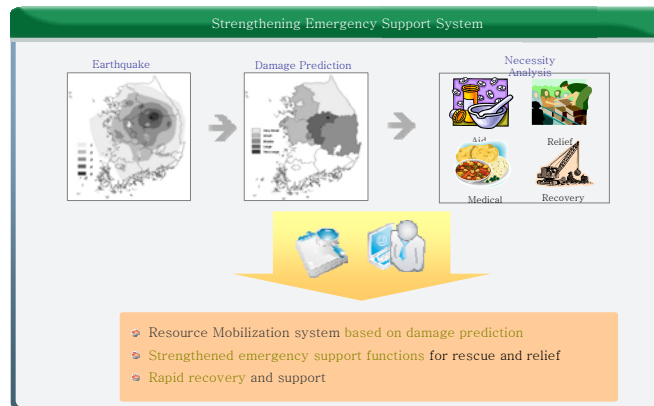 Strengthening Emergency Support System
Earthquake
Damage Prediction
Necessity
Analysis
Aid
Relief
Medical
Recovery
Resource Mobilization system based on damage prediction
Strengthened emergency support functions for rescue and relief
Rapid recovery and support